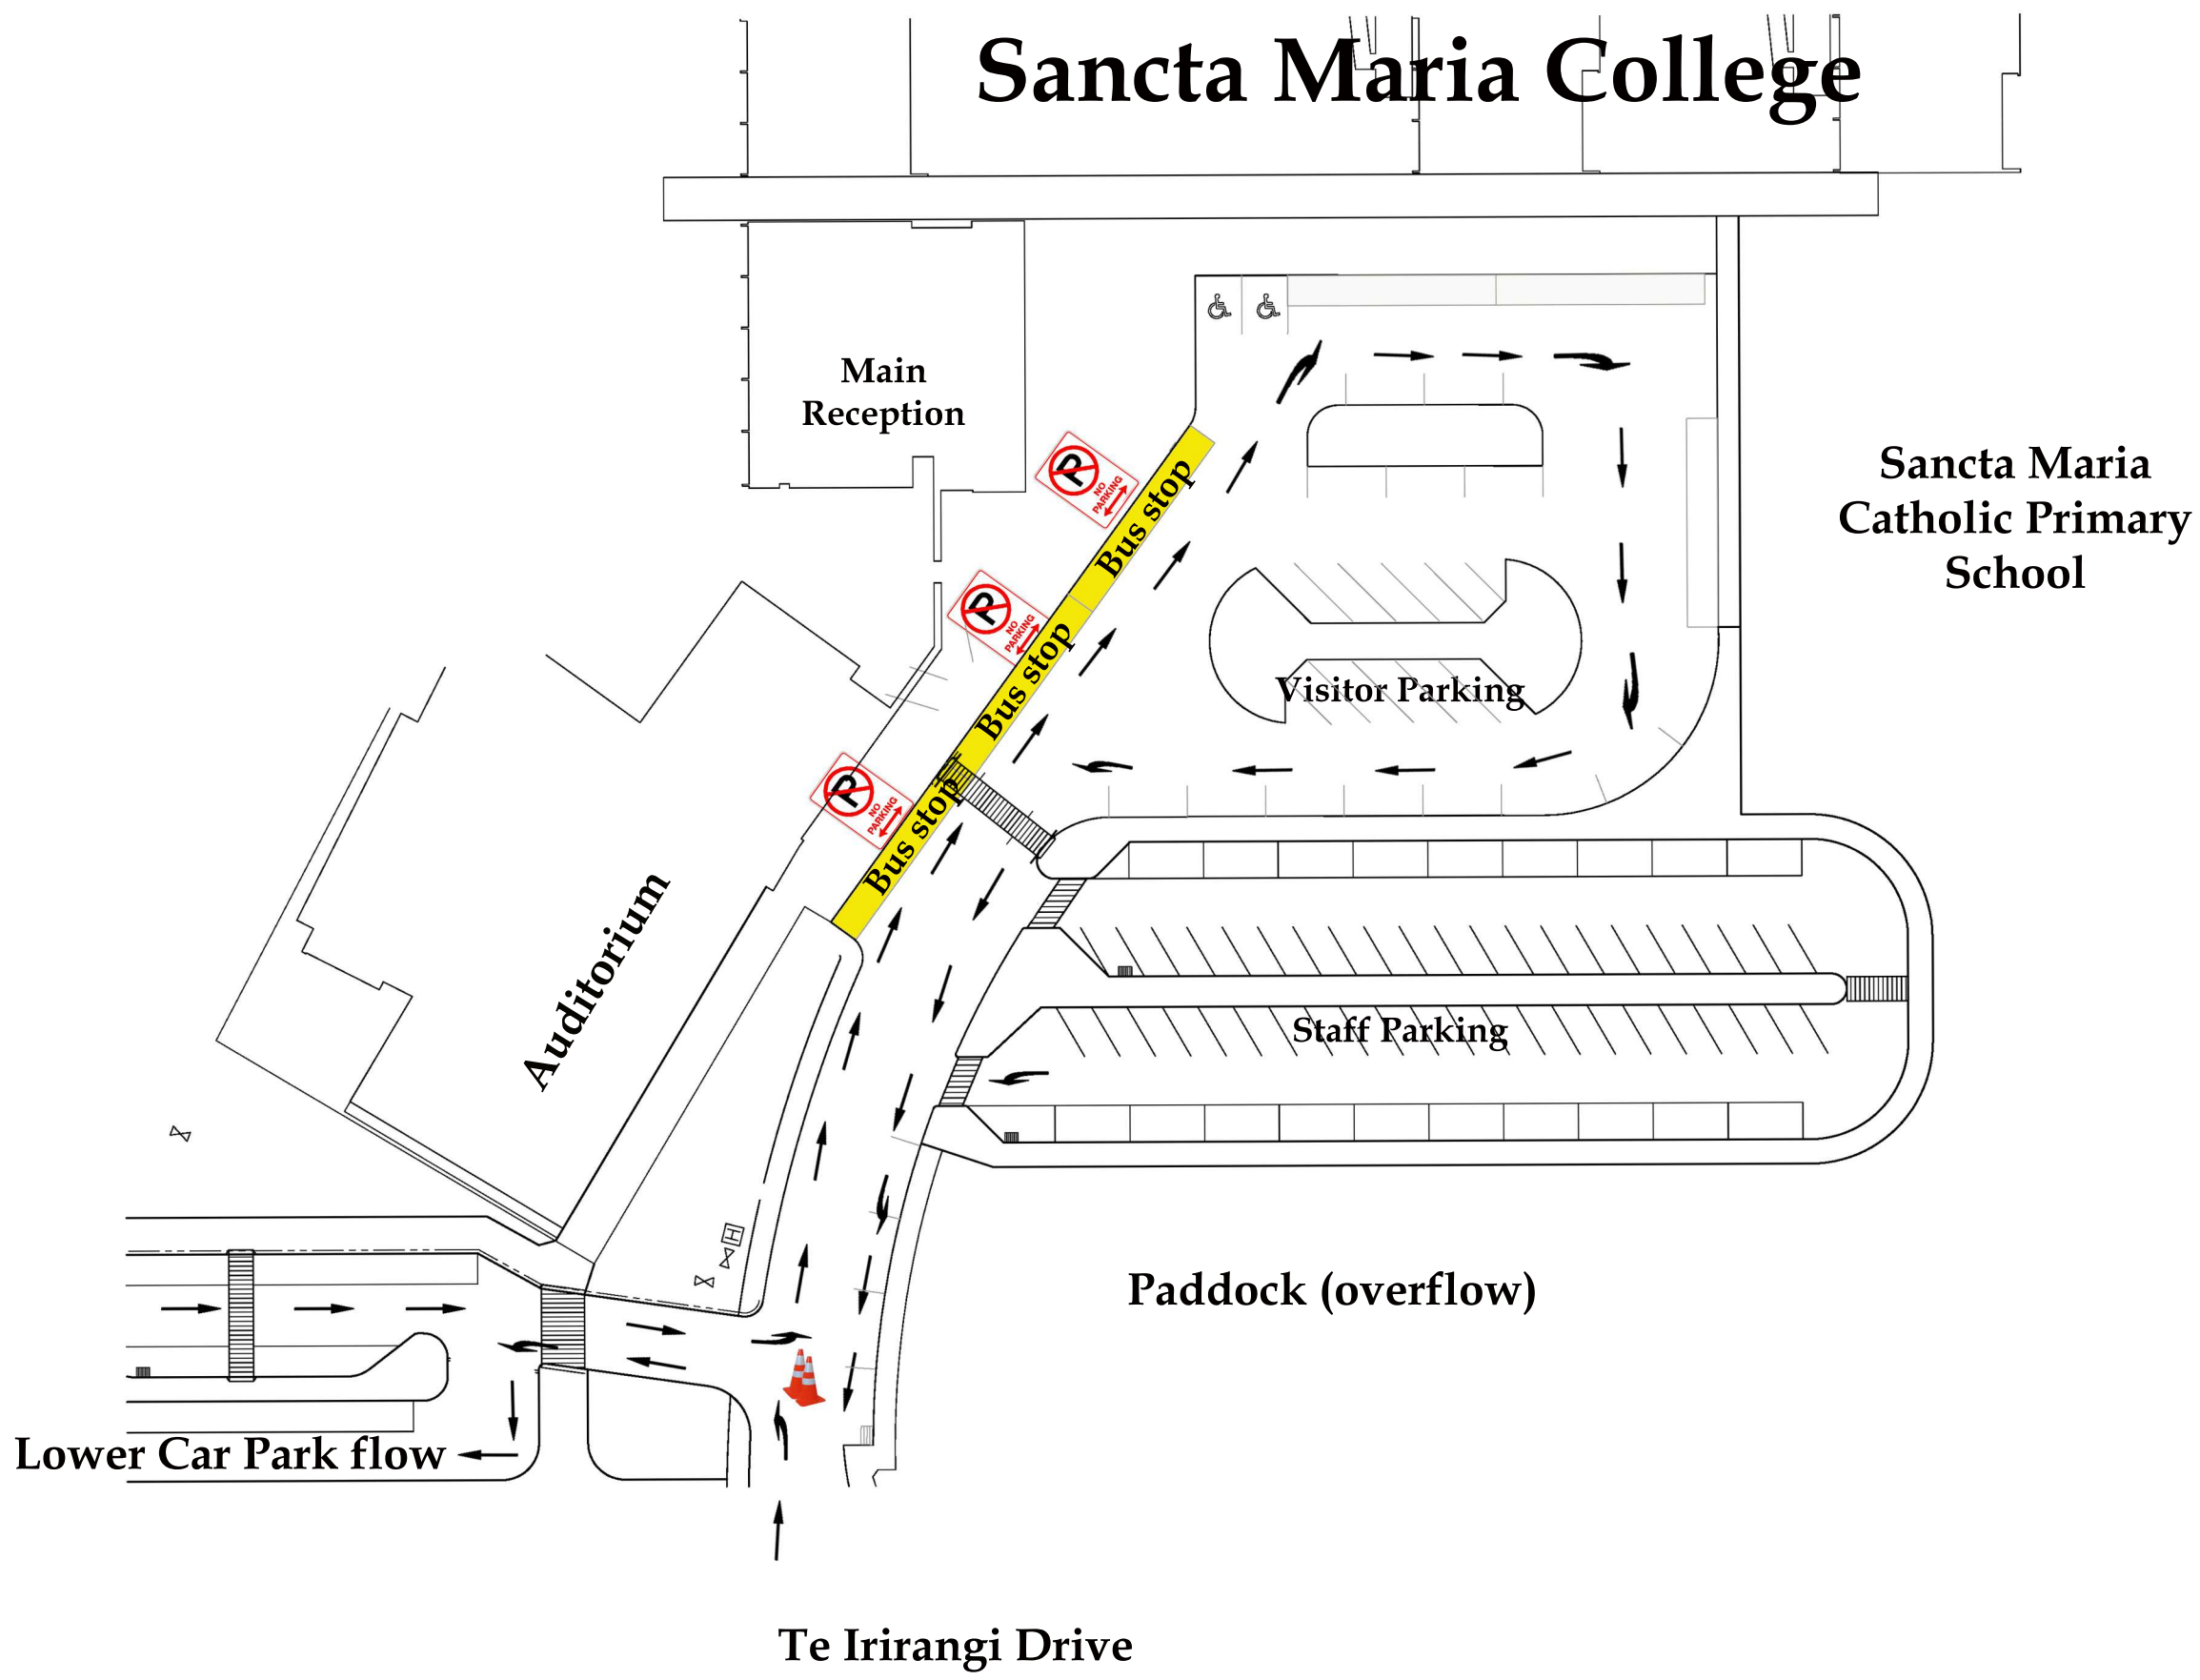 Sancta Maria College
Main
Reception
Sancta Maria
Catholic Primary
School
P
NO
PARKING
Bus stop
P
NO
PARKING
Bus stop
Visitor Parking
P
NO
PARKING
Bus stop
Auditorium
Staff Parking
H
Paddock (overflow)
Lower Car Park flow
Te Irirangi Drive